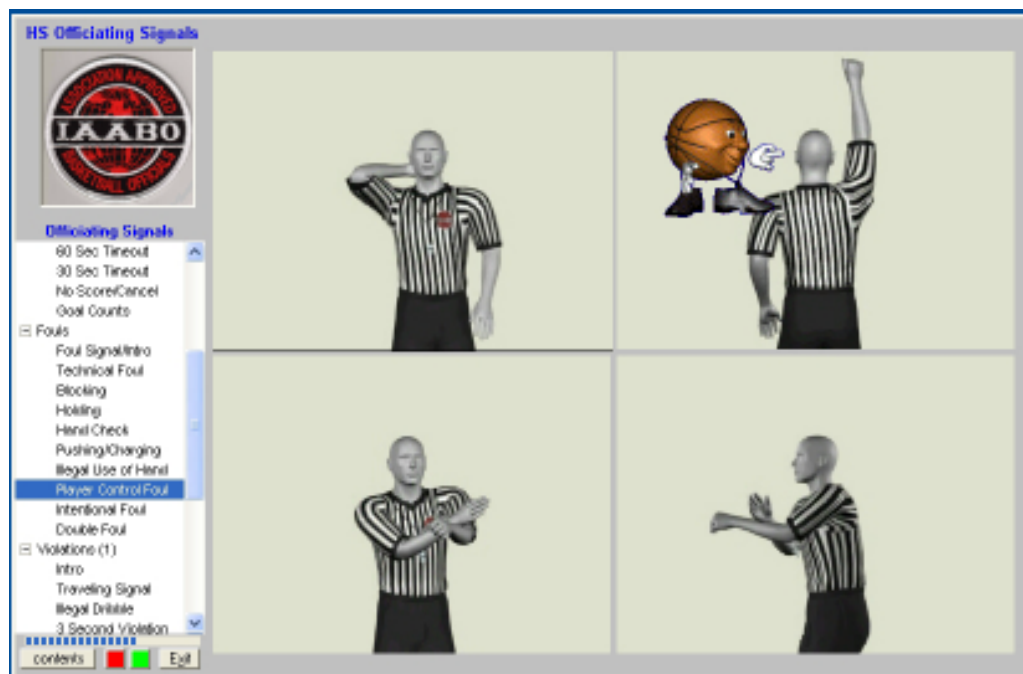 HS Officiating Signals
ASSOCIATION APPROVED
IAABO
BASKETBALL OFFICIALS
Officiating Signals
60 Sec Timeout
30 Sec Timeout
No Score/Cancel
Goal Counts
Fouls
Foul Signal/Intro
Technical Foul
Blocking
Holding
Hand Check
Pushing/Charging
Illegal Use of Hand
Player Control Foul
Intentional Foul
Double Foul
Violations (1)
Intro
Traveling Signal
Illegal Dribble
3 Second Violation
contents
Exit